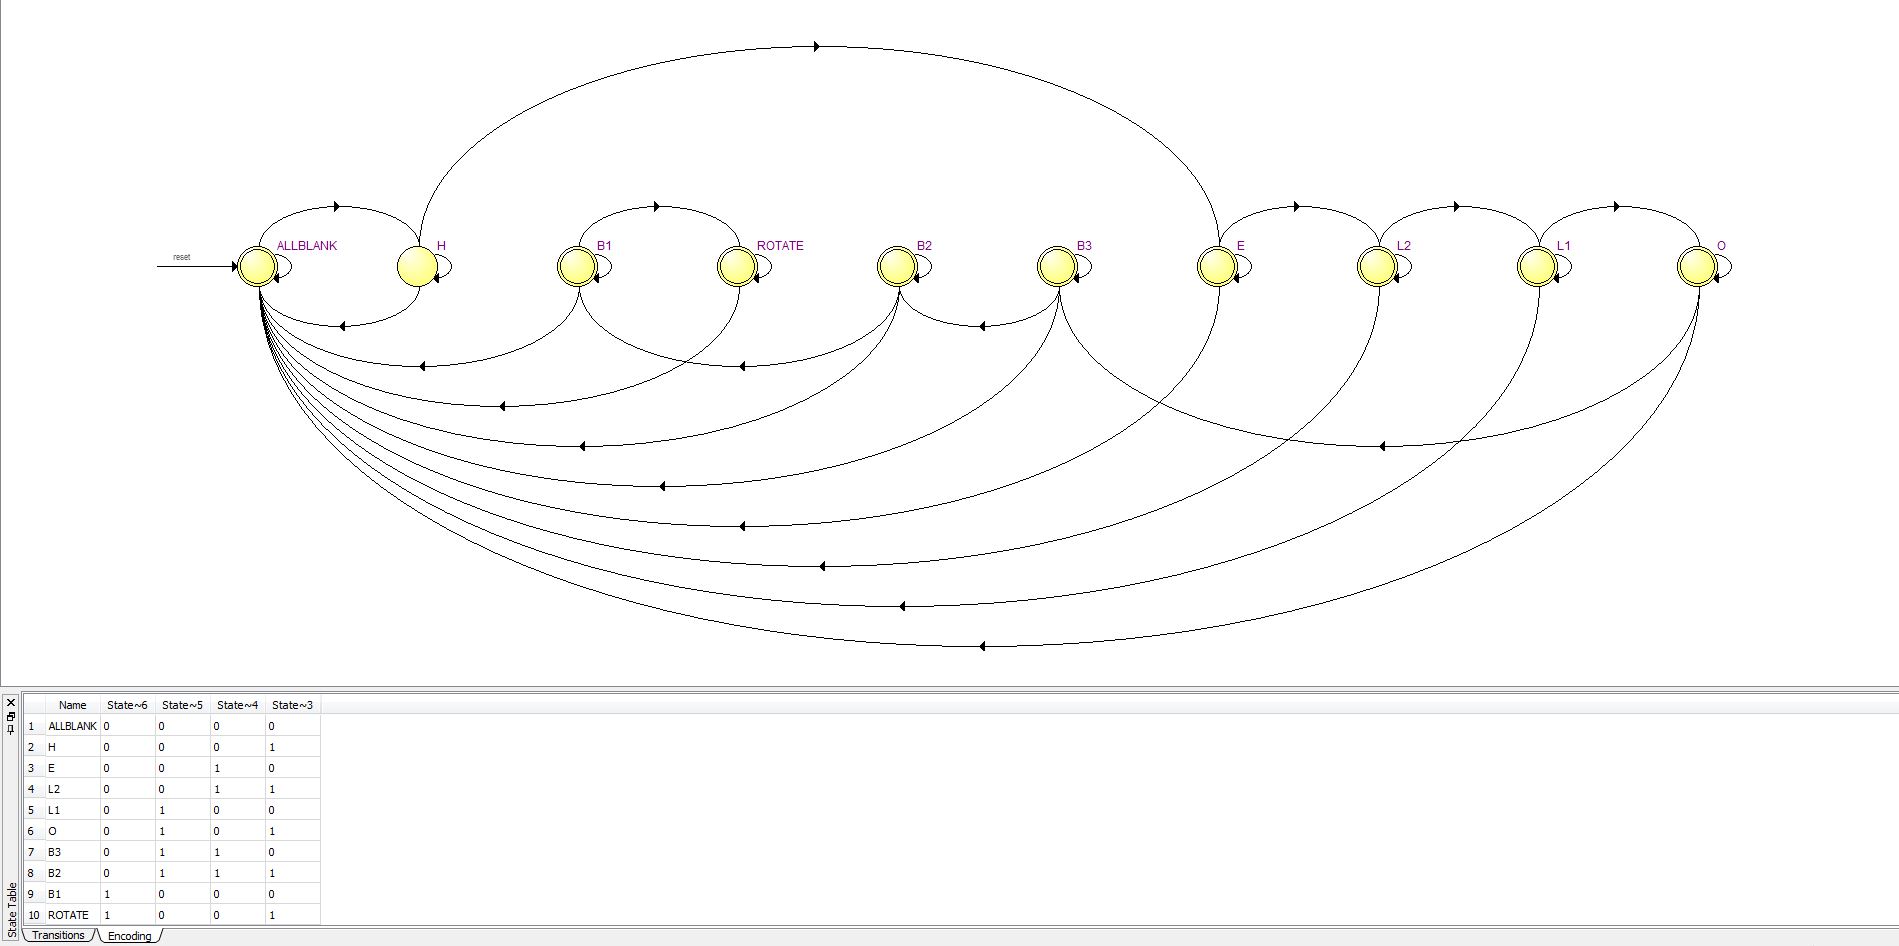 reset
ALLBLANK H B1 ROTATE B2 B3 E L2 L1 O
State Table
Name State~6 State~5 State~4 State~3
1 ALLBLANK 0 0 0 0
2 H 0 0 0 1
3 E 0 0 1 0
4 L2 0 0 1 1
5 L1 0 1 0 0
6 O 0 1 0 1
7 B3 0 1 1 0
8 B2 0 1 1 1
9 B1 1 0 0 0
10 ROTATE 1 0 0 1
Transitions Encoding